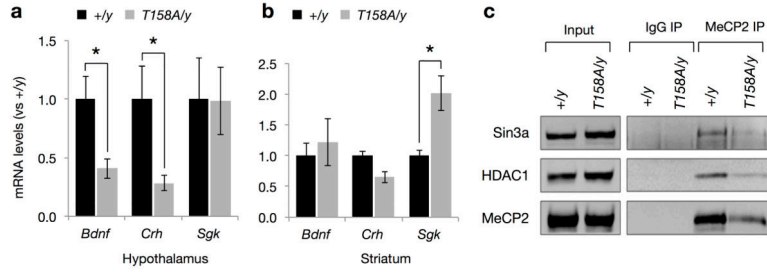 a
+/y T158A/y
mRNA levels (vs +/y)
1.5
1.0
0.5
0.0
* *
Bdnf Crh Sgk
Hypothalamus
b
+/y T158A/y
2.5
2.0
1.5
1.0
0.5
0.0
*
Bdnf Crh Sgk
Striatum
c
Input IgG IP MeCP2 IP
+/y T158A/y +/y T158A/y +/y T158A/y
Sin3a
HDAC1
MeCP2